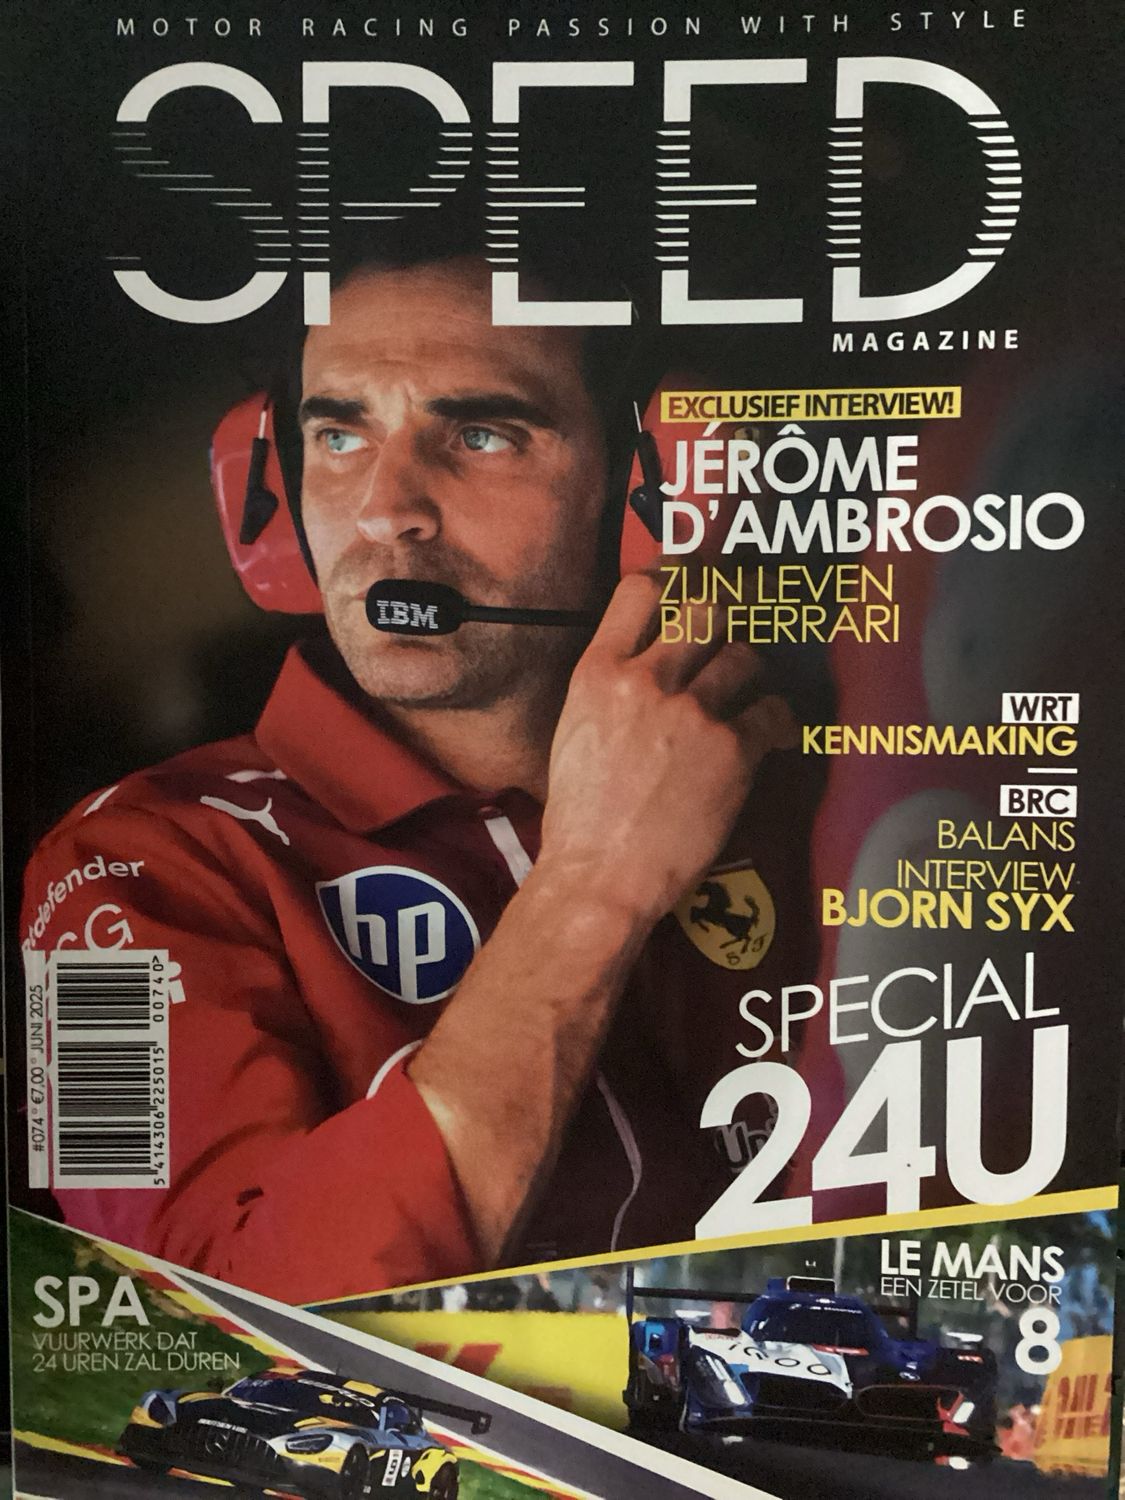 MOTOR RACING PASSION WITH STYLE
SPEED
MAGAZINE
EXCLUSIEF INTERVIEW!
JÉRÔME
D'AMBROSIO
ZIJN LEVEN
BIJ FERRARI
IBM
WRT
KENNISMAKING
BRC
BALANS
INTERVIEW
BJORN SYX
hp
SF
SPECIAL
24U
#074 ° €7,00 ° JUNI 2025
5 414306 225015
00740>
SPA
VUURWERK DAT
24 UREN ZAL DUREN
LE MANS
EEN ZETEL VOOR
8